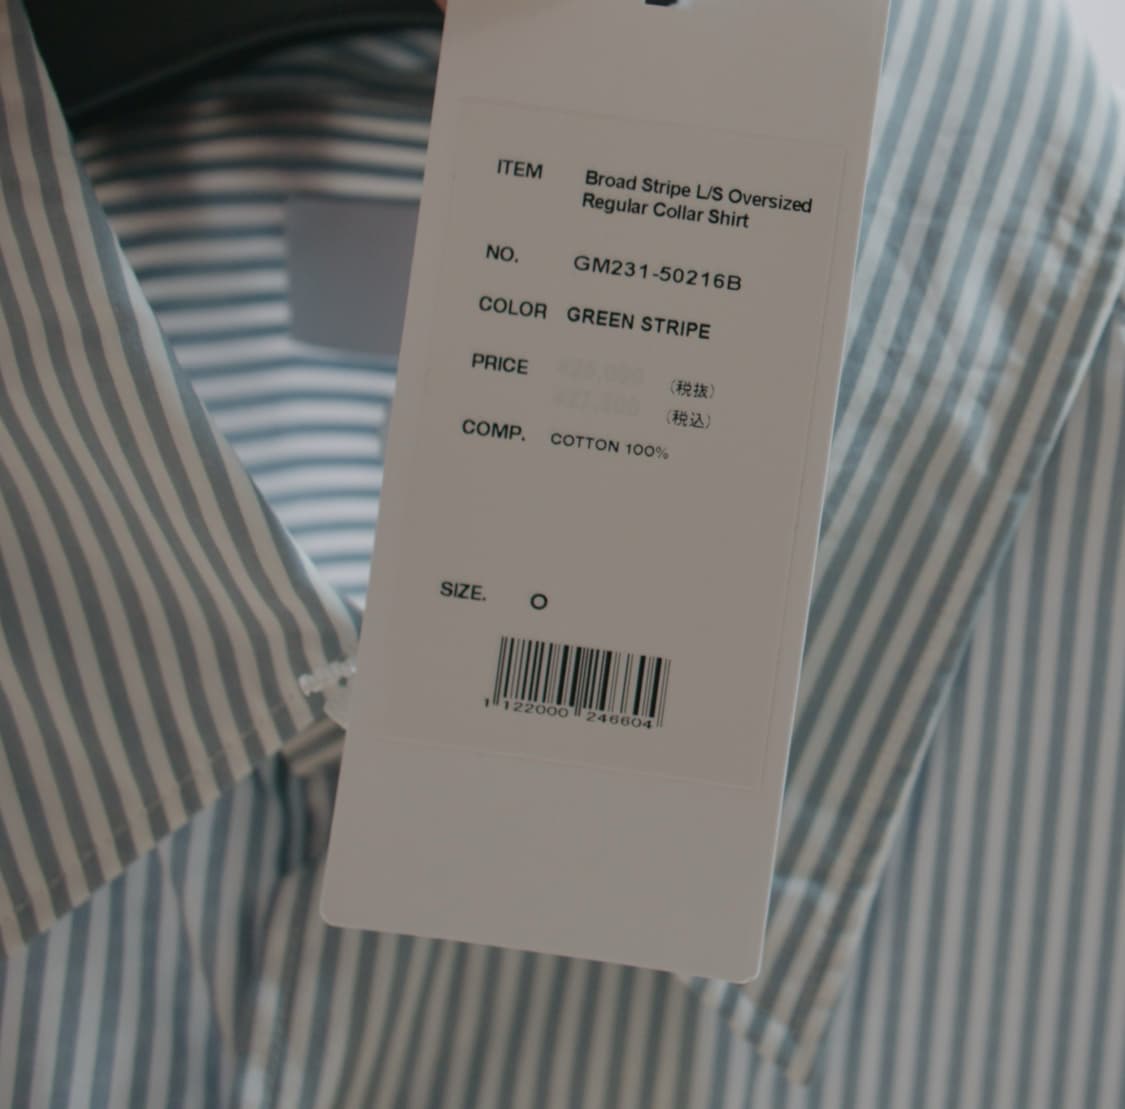 ITEM Broad Stripe L/S Oversized
Regular Collar Shirt
NO. GM231-50216B
COLOR GREEN STRIPE
PRICE (税抜)
(税込)
COMP. COTTON 100%
SIZE. O
1 122000 246604